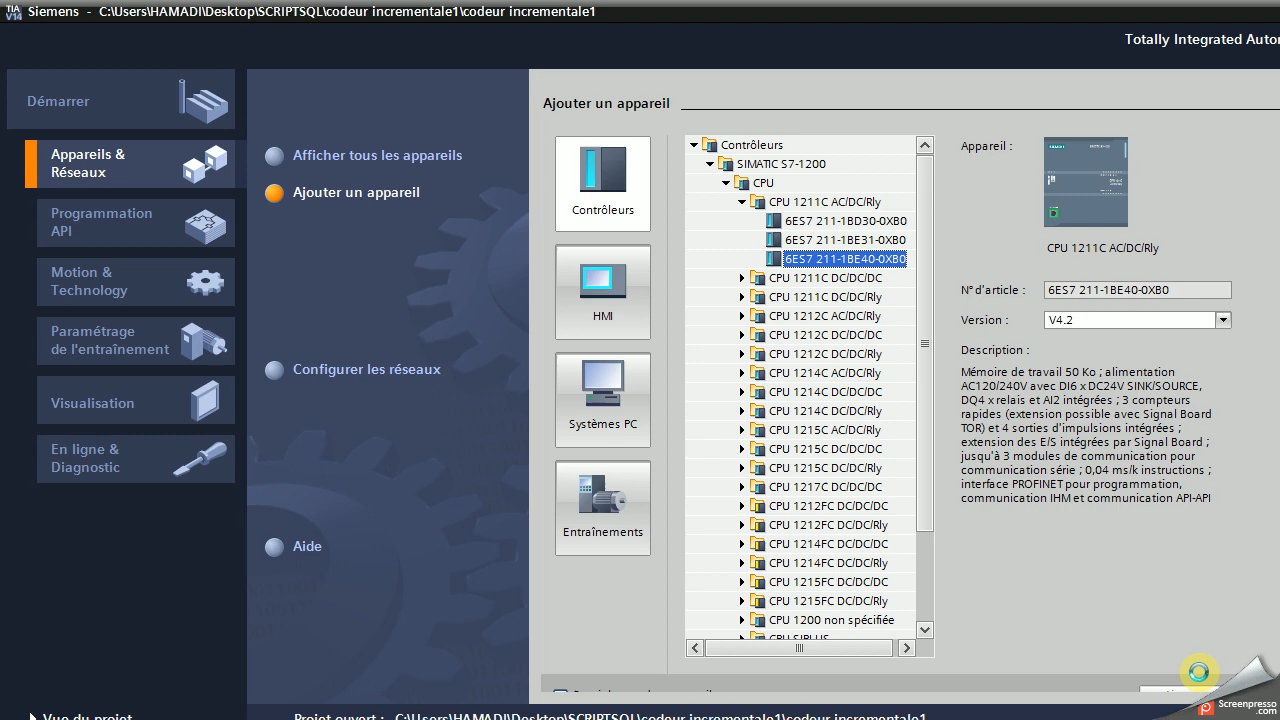 TIA
V14
Siemens - C:\Users\HAMADI\Desktop\SCRIPTSQL\codeur incrementale1\codeur incrementale1
Totally Integrated Autor
Démarrer
Appareils &
Réseaux
Programmation
API
Motion &
Technology
Paramétrage
de l'entraînement
Visualisation
En ligne &
Diagnostic
Afficher tous les appareils
Ajouter un appareil
Configurer les réseaux
Aide
Ajouter un appareil
Contrôleurs
HMI
Systèmes PC
Entraînements
Contrôleurs
SIMATIC S7-1200
CPU
CPU 1211C AC/DC/Rly
6ES7 211-1BD30-0XB0
6ES7 211-1BE31-0XB0
6ES7 211-1BE40-0XB0
CPU 1211C DC/DC/DC
CPU 1211C DC/DC/Rly
CPU 1212C AC/DC/Rly
CPU 1212C DC/DC/DC
CPU 1212C DC/DC/Rly
CPU 1214C AC/DC/Rly
CPU 1214C DC/DC/DC
CPU 1214C DC/DC/Rly
CPU 1215C AC/DC/Rly
CPU 1215C DC/DC/DC
CPU 1215C DC/DC/Rly
CPU 1217C DC/DC/DC
CPU 1212FC DC/DC/DC
CPU 1212FC DC/DC/Rly
CPU 1214FC DC/DC/DC
CPU 1214FC DC/DC/Rly
CPU 1215FC DC/DC/DC
CPU 1215FC DC/DC/Rly
CPU 1200 non spécifiée
CPU SIPLUS
Appareil :
CPU 1211C AC/DC/Rly
N° d'article : 6ES7 211-1BE40-0XB0
Version : V4.2
Description :
Mémoire de travail 50 Ko ; alimentation
AC120/240V avec DI6 x DC24V SINK/SOURCE,
DQ4 x relais et AI2 intégrées ; 3 compteurs
rapides (extension possible avec Signal Board
TOR) et 4 sorties d'impulsions intégrées ;
extension des E/S intégrées par Signal Board ;
jusqu'à 3 modules de communication pour
communication série ; 0,04 ms/k instructions ;
interface PROFINET pour programmation,
communication IHM et communication API-API
Vue du projet
Projet ouvert : C:\Users\HAMADI\Desktop\SCRIPTSQL\codeur incrementale1\codeur incrementale1
Screenpresso
.com